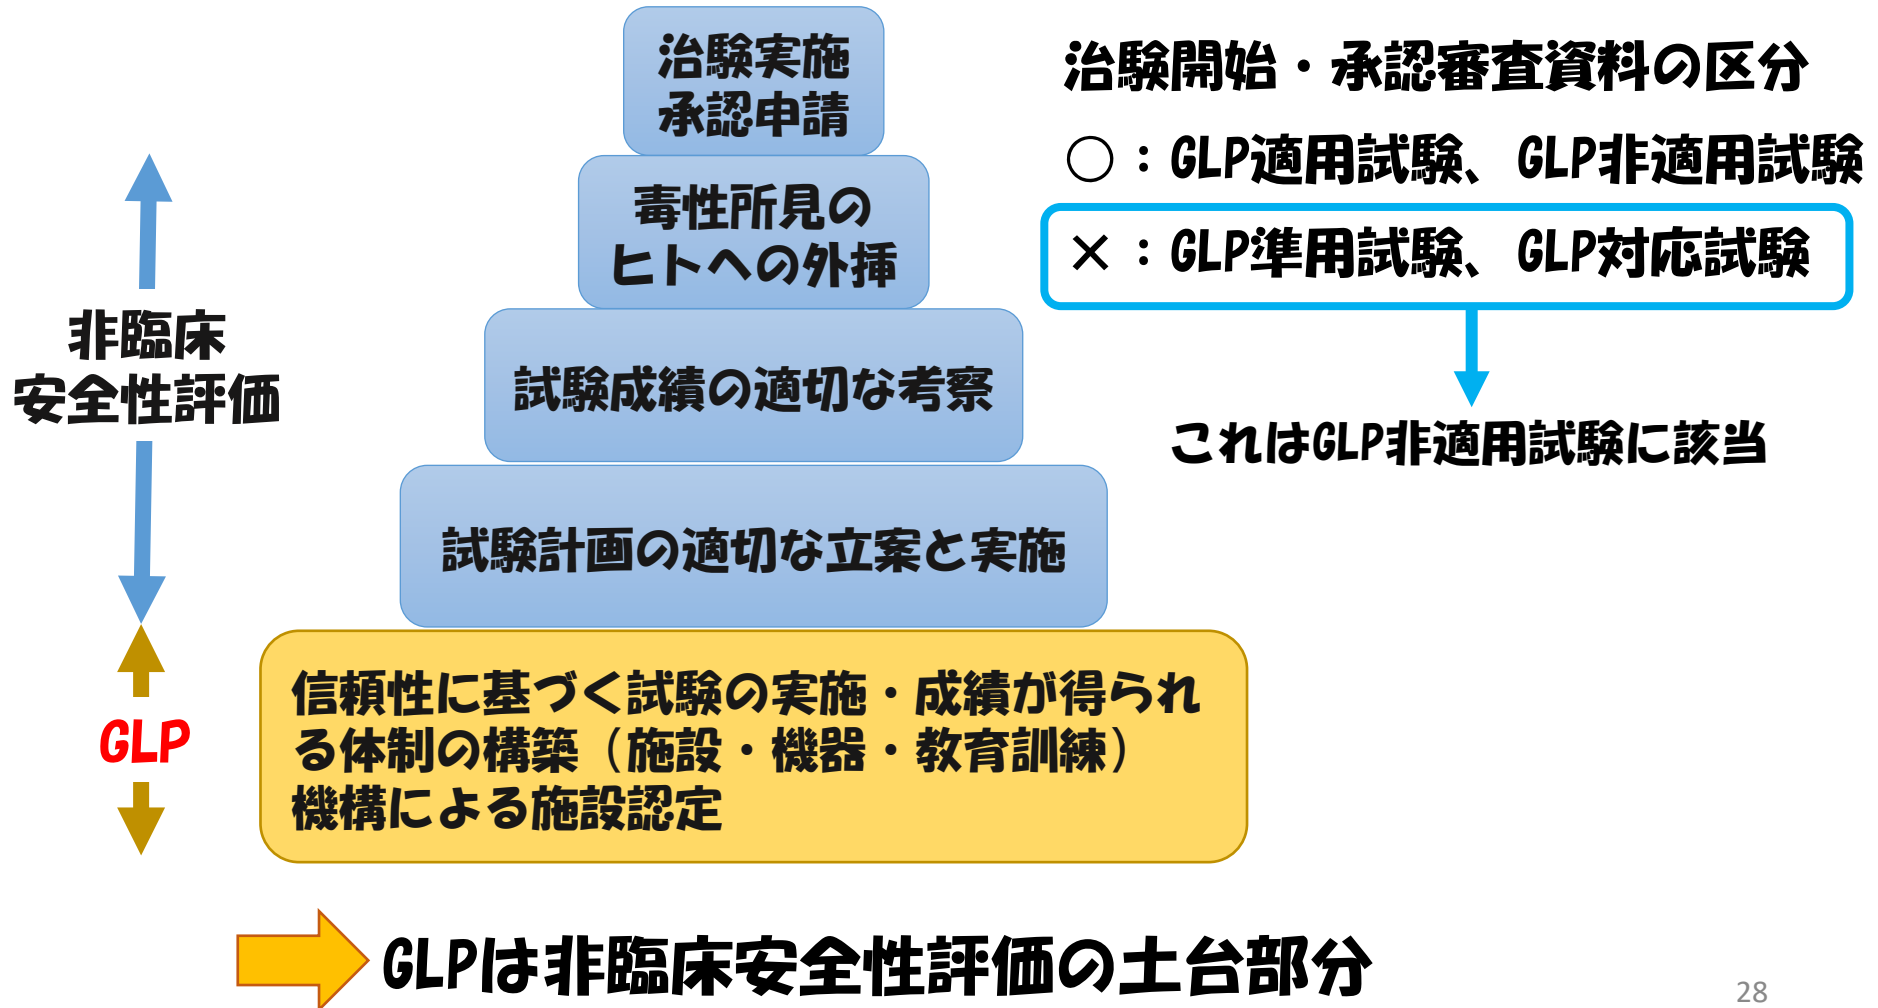 治験実施
承認申請
毒性所見の
ヒトへの外挿
試験成績の適切な考察
試験計画の適切な立案と実施
信頼性に基づく試験の実施・成績が得られ
る体制の構築（施設・機器・教育訓練）
機構による施設認定
非臨床
安全性評価
GLP
治験開始・承認審査資料の区分
○：GLP適用試験、GLP非適用試験
×：GLP準用試験、GLP対応試験
これはGLP非適用試験に該当
GLPは非臨床安全性評価の土台部分
28